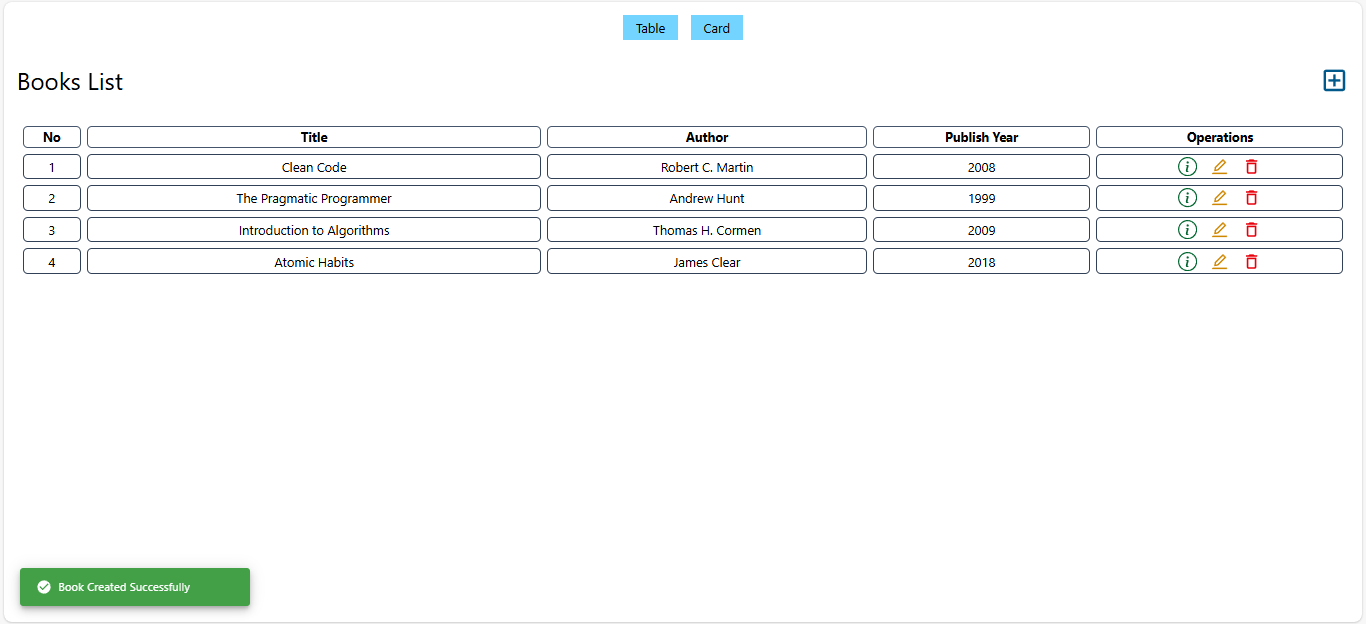 Table Card
Books List
No Title Author Publish Year Operations
1 Clean Code Robert C. Martin 2008
2 The Pragmatic Programmer Andrew Hunt 1999
3 Introduction to Algorithms Thomas H. Cormen 2009
4 Atomic Habits James Clear 2018
Book Created Successfully